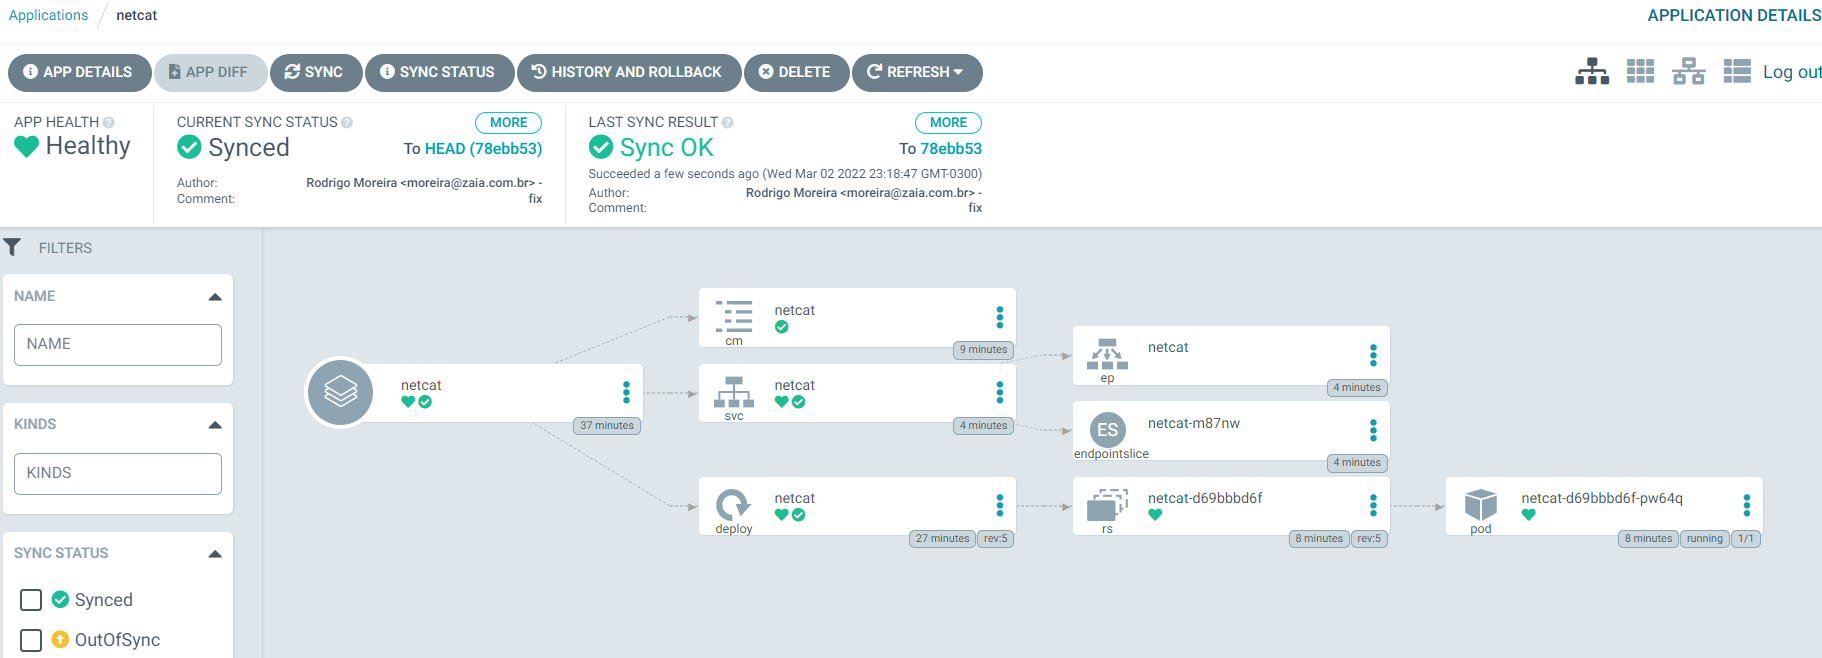 Applications / netcat
APPLICATION DETAILS
APP DETAILS
APP DIFF
SYNC
SYNC STATUS
HISTORY AND ROLLBACK
DELETE
REFRESH
Log out
APP HEALTH
Healthy
CURRENT SYNC STATUS
MORE
Synced
To HEAD (78ebb53)
Author: Rodrigo Moreira <moreira@zaia.com.br> -
Comment: fix
LAST SYNC RESULT
MORE
Sync OK
To 78ebb53
Succeeded a few seconds ago (Wed Mar 02 2022 23:18:47 GMT-0300)
Author: Rodrigo Moreira <moreira@zaia.com.br> -
Comment: fix
FILTERS
NAME
NAME
KINDS
KINDS
SYNC STATUS
Synced
OutOfSync
netcat
37 minutes
netcat
cm
9 minutes
netcat
svc
4 minutes
netcat
deploy
27 minutes
rev:5
netcat
ep
4 minutes
ES
netcat-m87nw
endpointslice
4 minutes
netcat-d69bbbd6f
rs
8 minutes
rev:5
netcat-d69bbbd6f-pw64q
pod
8 minutes
running
1/1